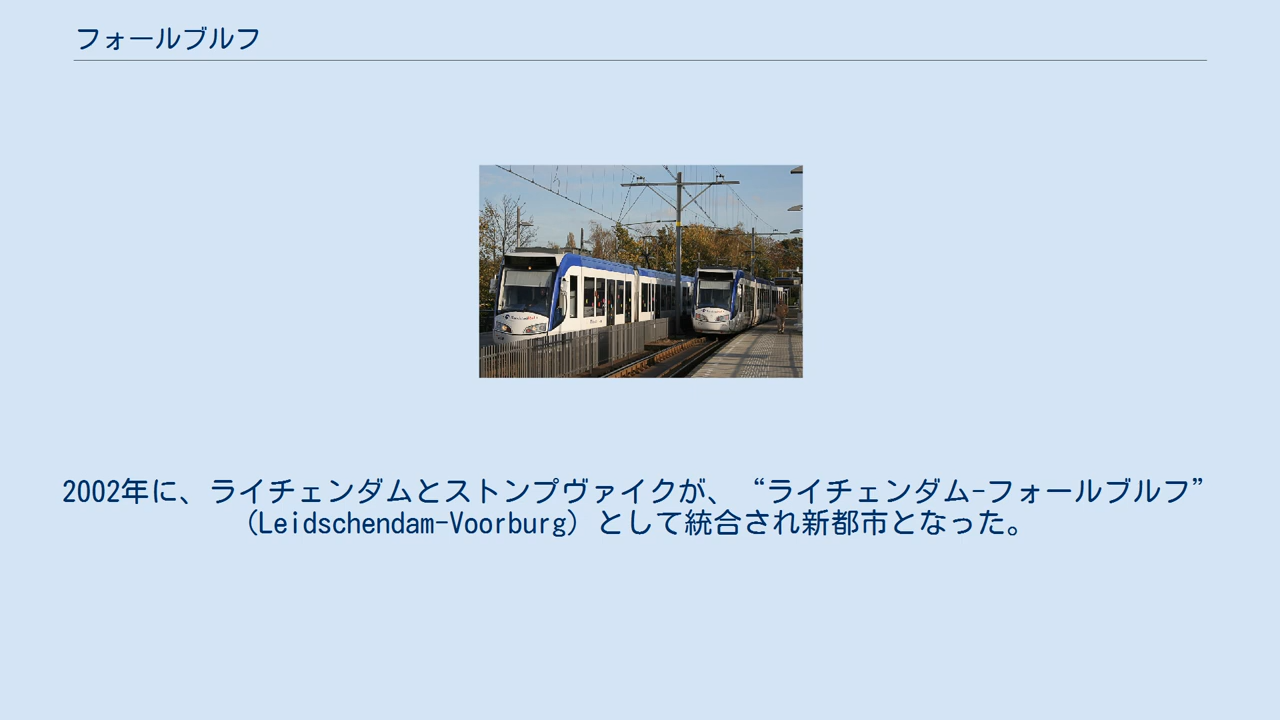 フォールブルフ
2002年に、ライチェンダムとストンプヴァイクが、“ライチェンダム-フォールブルフ”
（Leidschendam-Voorburg）として統合され新都市となった。